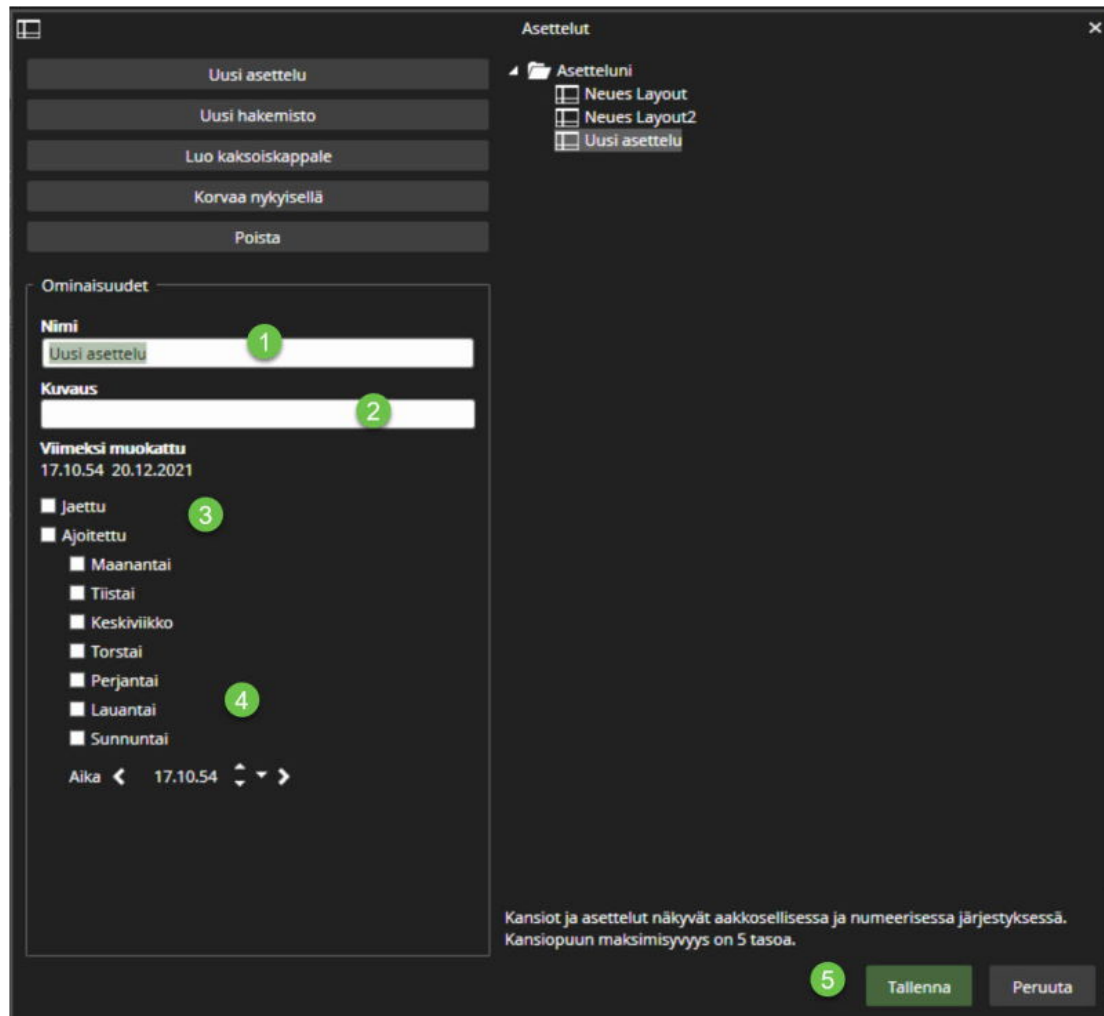 Asettelut
Uusi asettelu
Uusi hakemisto
Luo kaksoiskappale
Korvaa nykyisellä
Poista
Asetteluni
Neues Layout
Neues Layout2
Uusi asettelu
Ominaisuudet
Nimi
1
Uusi asettelu
Kuvaus
2
Viimeksi muokattu
17.10.54 20.12.2021
Jaettu
3
Ajoitettu
Maanantai
Tiistai
Keskiviikko
Torstai
Perjantai
4
Lauantai
Sunnuntai
Aika 17.10.54
Kansiot ja asettelut näkyvät aakkosellisessa ja numeerisessa järjestyksessä.
Kansiopuun maksimisyvyys on 5 tasoa.
5
Tallenna Peruuta